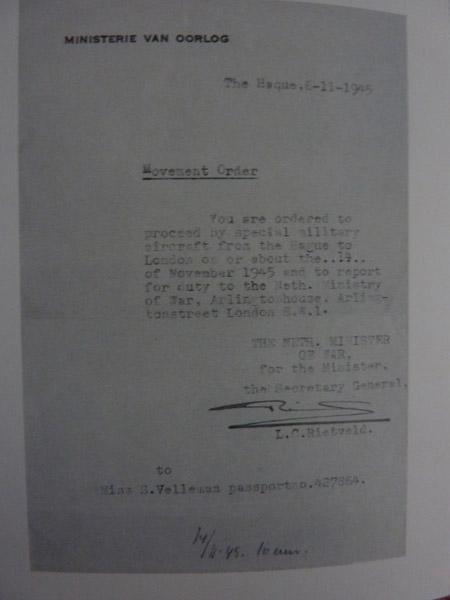 MINISTERIE VAN OORLOG
The Hague, 6-11-1945
Movement Order
You are ordered to
proceed by special military
aircraft from the Hague to
London on or about the..14..
of November 1945 and to report
for duty to the Neth. Ministry
of War, Arlingtonhouse, Arling-
tonstreet London S.W.1.
THE NETH. MINISTER
OF WAR,
for the Minister,
the Secretary General,
L.C.Rietveld.
to
Miss S.Velleman passportno.427864.
14/11-45.